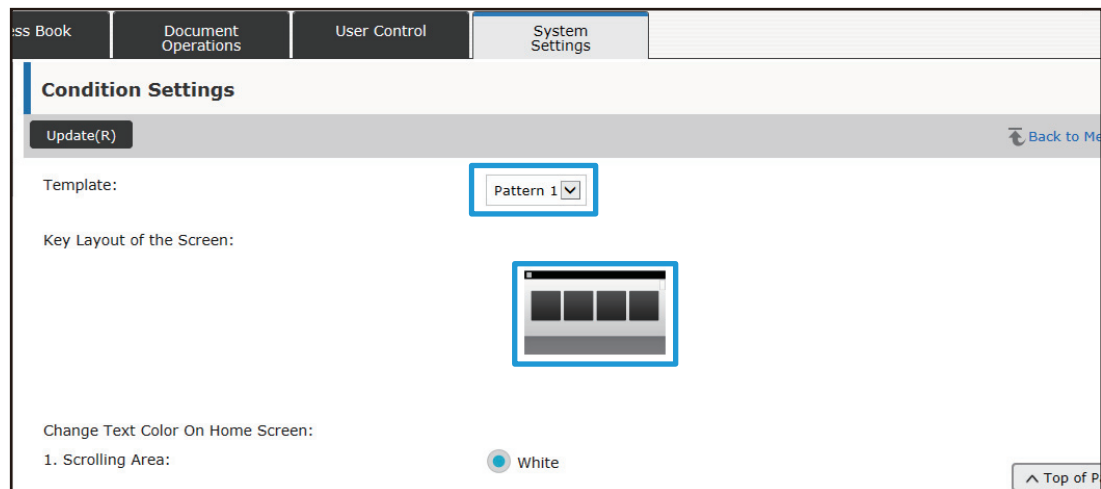 ss Book
Document
Operations
User Control
System
Settings
Condition Settings
Update(R)
Back to Me
Template:
Pattern 1
Key Layout of the Screen:
Change Text Color On Home Screen:
1. Scrolling Area:
White
Top of P